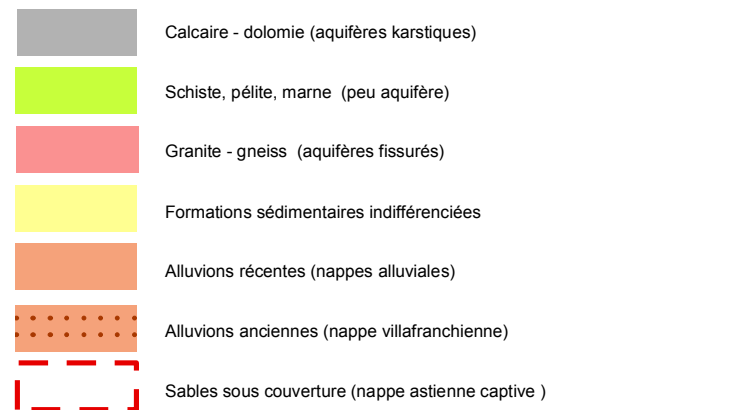 Calcaire - dolomie (aquifères karstiques)
Schiste, pélite, marne  (peu aquifère)
Granite - gneiss  (aquifères fissurés)
Formations sédimentaires indifférenciées
Alluvions récentes (nappes alluviales)
Alluvions anciennes (nappe villafranchienne)
Sables sous couverture (nappe astienne captive )